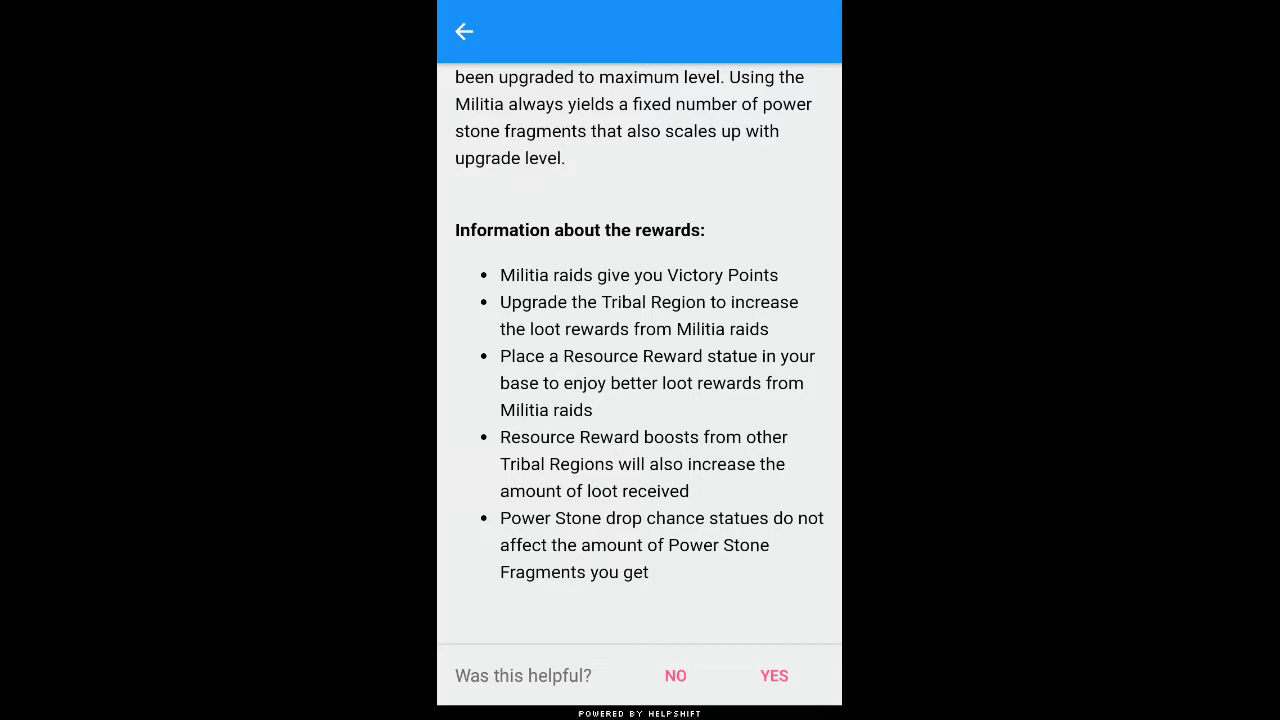 been upgraded to maximum level. Using the
Militia always yields a fixed number of power
stone fragments that also scales up with
upgrade level.
Information about the rewards:
• Militia raids give you Victory Points
• Upgrade the Tribal Region to increase
the loot rewards from Militia raids
• Place a Resource Reward statue in your
base to enjoy better loot rewards from
Militia raids
• Resource Reward boosts from other
Tribal Regions will also increase the
amount of loot received
• Power Stone drop chance statues do not
affect the amount of Power Stone
Fragments you get
Was this helpful? NO YES
POWERED BY HELPSHIFT